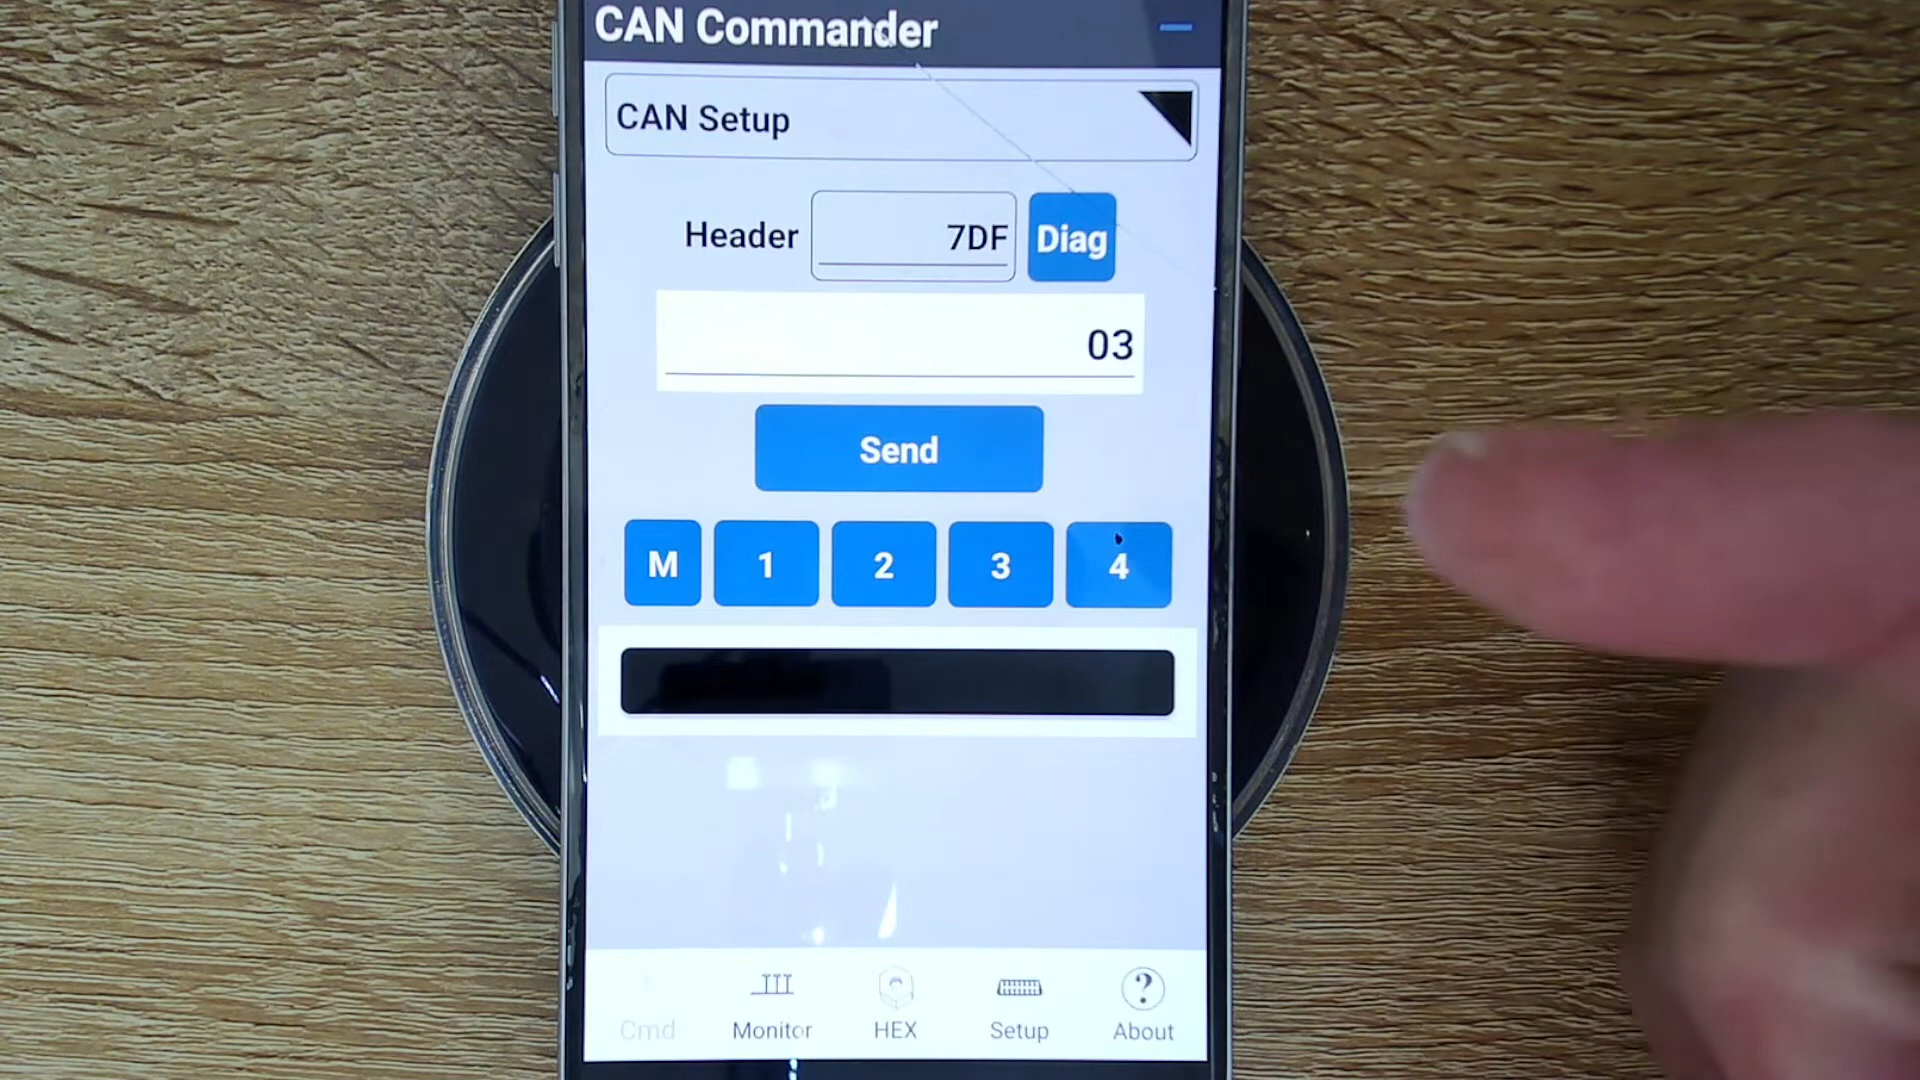 CAN Commander
CAN Setup
Header 7DF Diag
03
Send
M 1 2 3 4
Cmd Monitor HEX Setup About